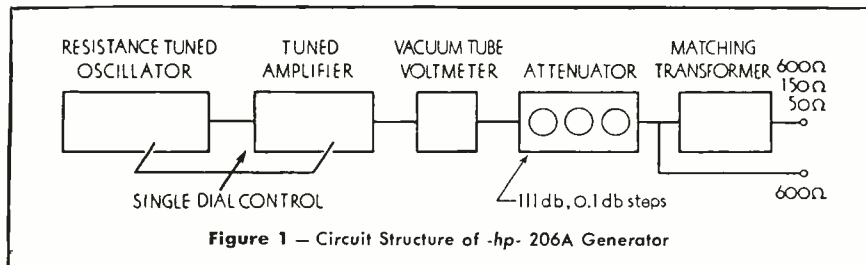 RESISTANCE TUNED
OSCILLATOR
TUNED
AMPLIFIER
VACUUM TUBE
VOLTMETER
ATTENUATOR
MATCHING
TRANSFORMER
600Ω
150Ω
50Ω
600Ω
SINGLE DIAL CONTROL
111 db, 0.1 db steps
Figure 1 — Circuit Structure of -hp- 206A Generator